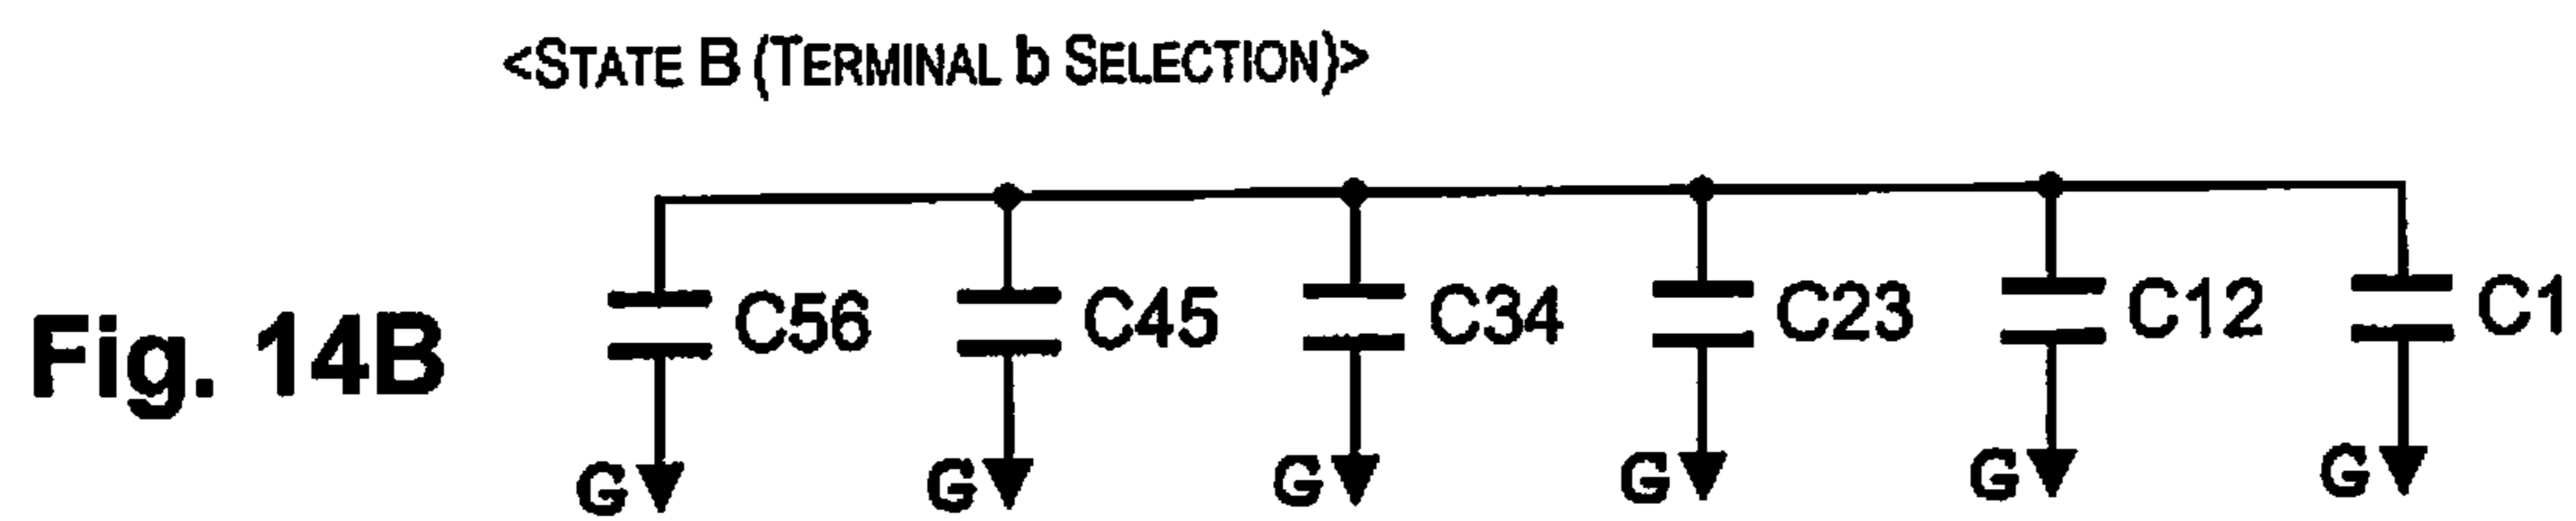 <STATE B (TERMINAL b SELECTION)>
Fig. 14B
C56 C45 C34 C23 C12 C1
G G G G G G